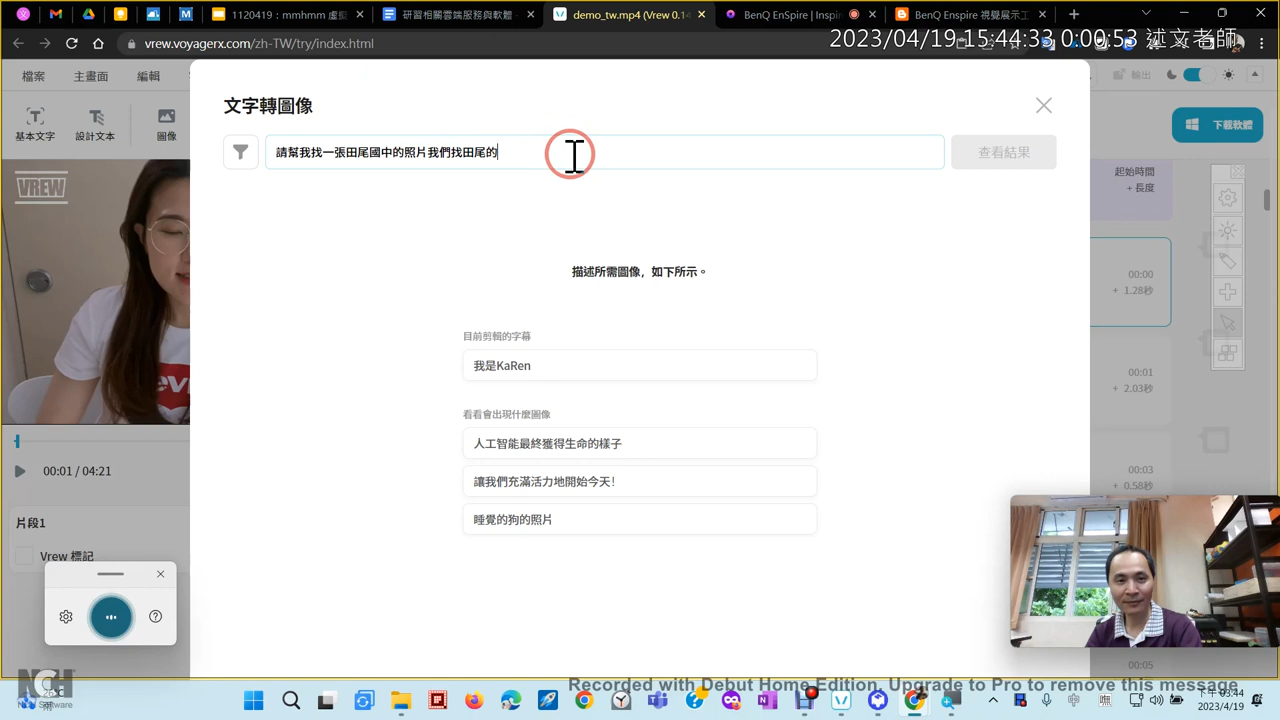 1120419：mmhmm 虛擬
研習相關雲端服務與軟體
demo_tw.mp4 (Vrew 0.14
BenQ EnSpire | Inspi
BenQ Enspire 視聲展示工
vrew.voyagerx.com/zh-TW/try/index.html
2023/04/19 15:44:33 0:00:53
檔案
主畫面
編輯
輸出
文字轉圖像
基本文字
設計文本
圖像
下載軟體
請幫我找一張田尾國中的照片我們找田尾的
查看結果
VREW
起始時間
+ 長度
描述所需圖像，如下所示。
00:00
+ 1.28秒
目前剪輯的字幕
我是KaRen
00:01
+ 2.03秒
看看會出現什麼圖像
人工智能最終獲得生命的樣子
00:01 / 04:21
00:03
+ 0.58秒
讓我們充滿活力地開始今天！
睡覺的狗的照片
片段1
Vrew 標記
00:05
NCH
Software
Recorded with Debut Home Edition. Upgrade to Pro to remove this message
下午 03:44
2023/4/19